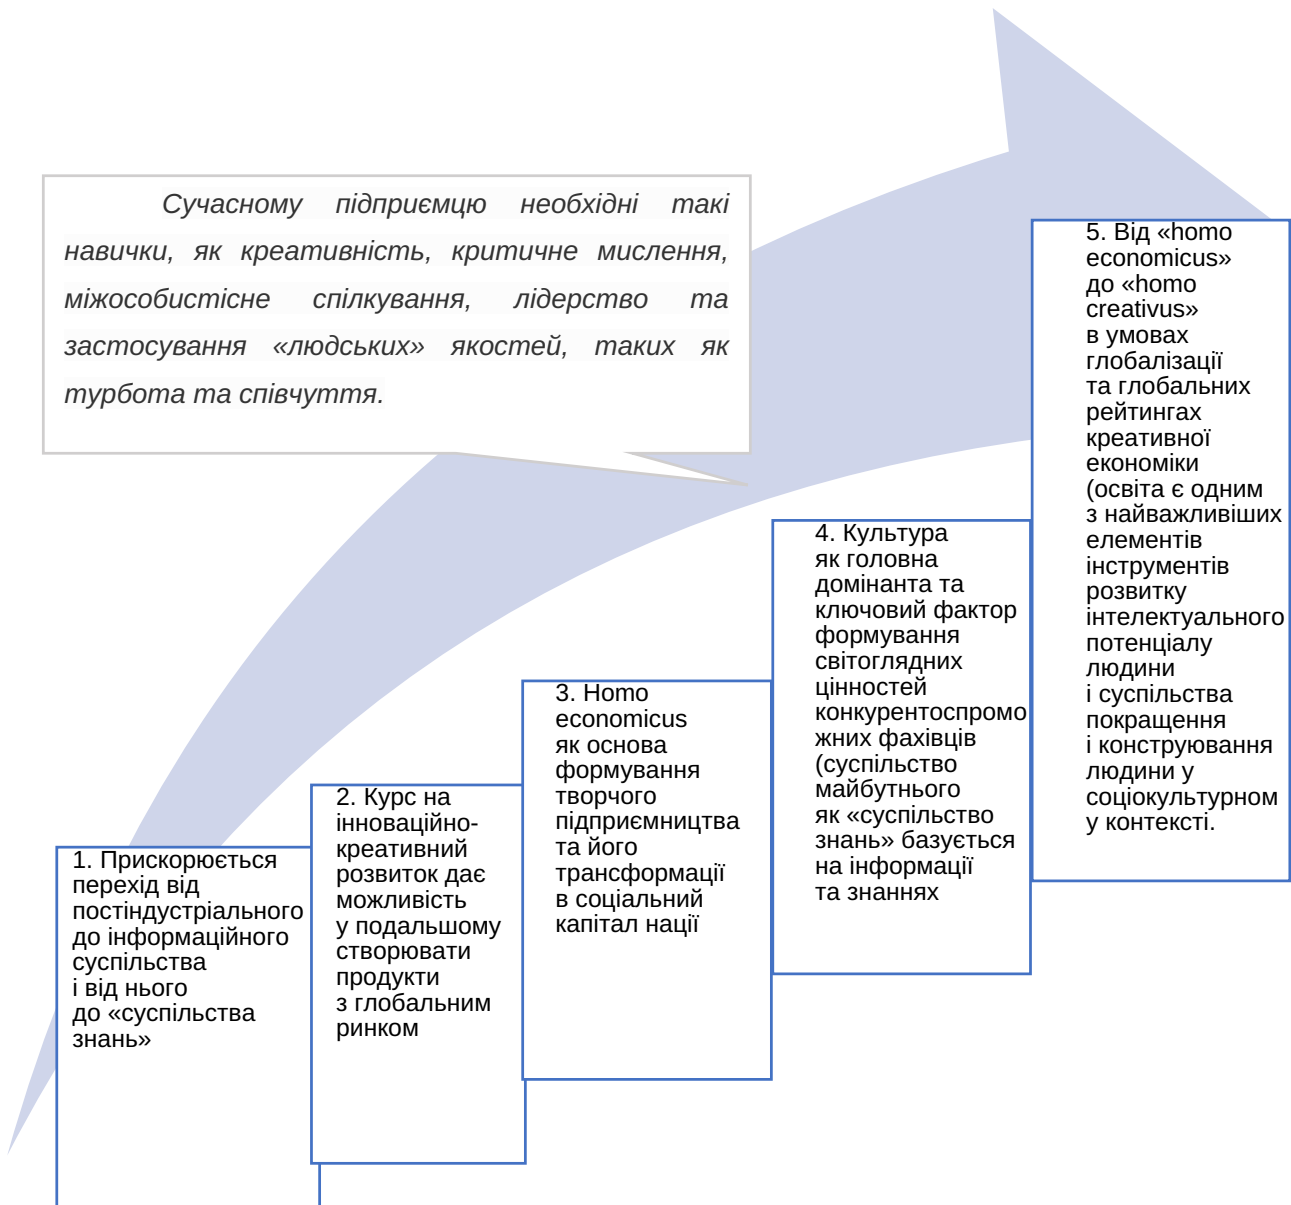 Сучасному підприємцю необхідні такі
навички, як креативність, критичне мислення,
міжособистісне спілкування, лідерство та
застосування «людських» якостей, таких як
турбота та співчуття.
1. Прискорюється
перехід від
постіндустріального
до інформаційного
суспільства
і від нього
до «суспільства
знань»
2. Курс на
інноваційно-
креативний
розвиток дає
можливість
у подальшому
створювати
продукти
з глобальним
ринком
3. Homo
economicus
як основа
формування
творчого
підприємництва
та його
трансформації
в соціальний
капітал нації
4. Культура
як головна
домінанта та
ключовий фактор
формування
світоглядних
цінностей
конкурентоспромо
жних фахівців
(суспільство
майбутнього
як «суспільство
знань» базується
на інформації
та знаннях
5. Від «homo
economicus»
до «homo
creativus»
в умовах
глобалізації
та глобальних
рейтингах
креативної
економіки
(освіта є одним
з найважливіших
елементів
інструментів
розвитку
інтелектуального
потенціалу
людини
і суспільства
покращення
і конструювання
людини у
соціокультурном
у контексті.